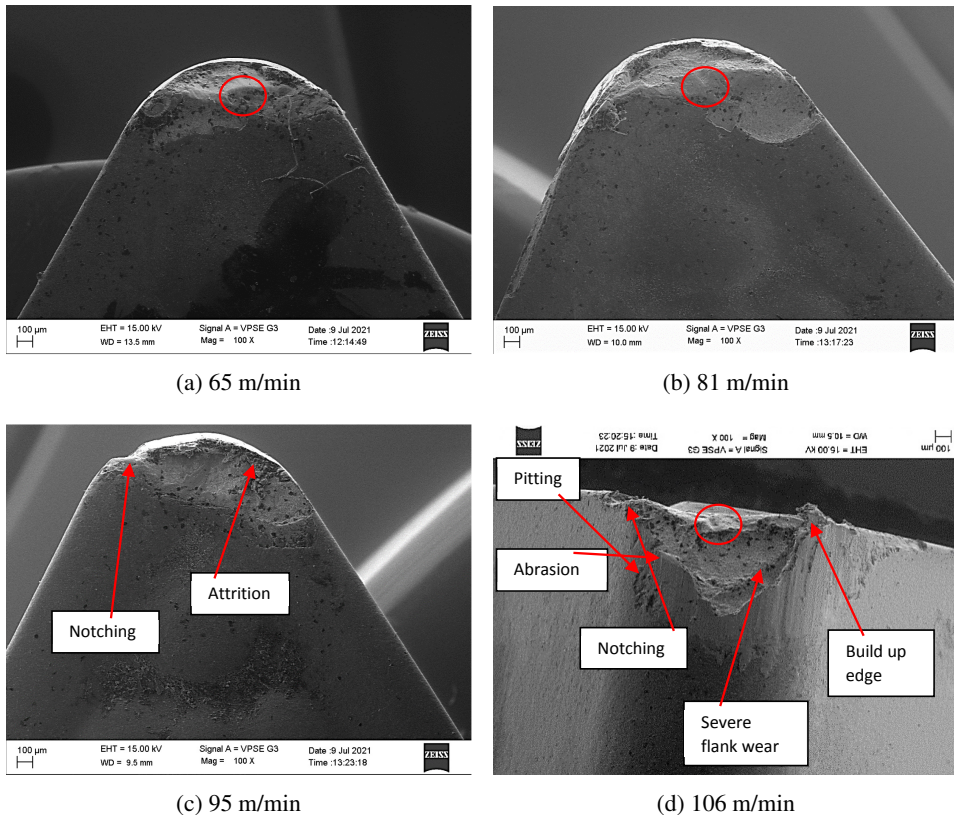 100 µm
EHT = 15.00 kV
WD = 13.5 mm
Signal A = VPSE G3
Mag = 100 X
Date :9 Jul 2021
Time :12:14:49
ZEISS
(a) 65 m/min
100 µm
EHT = 15.00 kV
WD = 10.0 mm
Signal A = VPSE G3
Mag = 100 X
Date :9 Jul 2021
Time :13:17:23
ZEISS
(b) 81 m/min
Notching
Attrition
100 µm
EHT = 15.00 kV
WD = 9.5 mm
Signal A = VPSE G3
Mag = 100 X
Date :9 Jul 2021
Time :13:23:18
ZEISS
(c) 95 m/min
100 µm
EHT = 15.00 kV
WD = 10.5 mm
Signal A = VPSE G3
Mag = 100 X
Date :9 Jul 2021
Time :15:20:23
ZEISS
Pitting
Abrasion
Notching
Severe
flank wear
Build up
edge
(d) 106 m/min